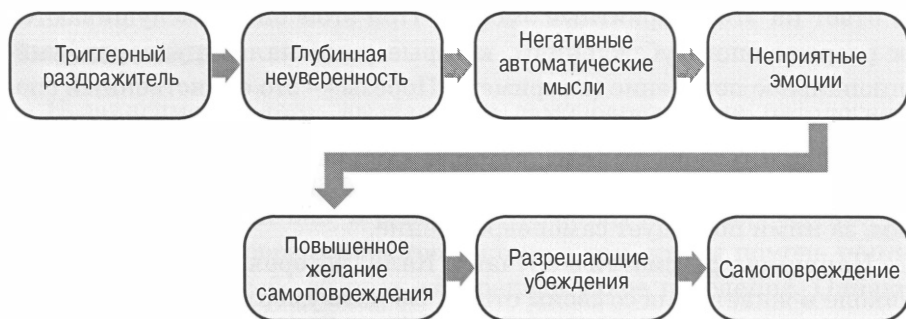 Триггерный
раздражитель
Глубинная
неуверенность
Негативные
автоматические
мысли
Неприятные
эмоции
Повышенное
желание
самоповреждения
Разрешающие
убеждения
Самоповреждение